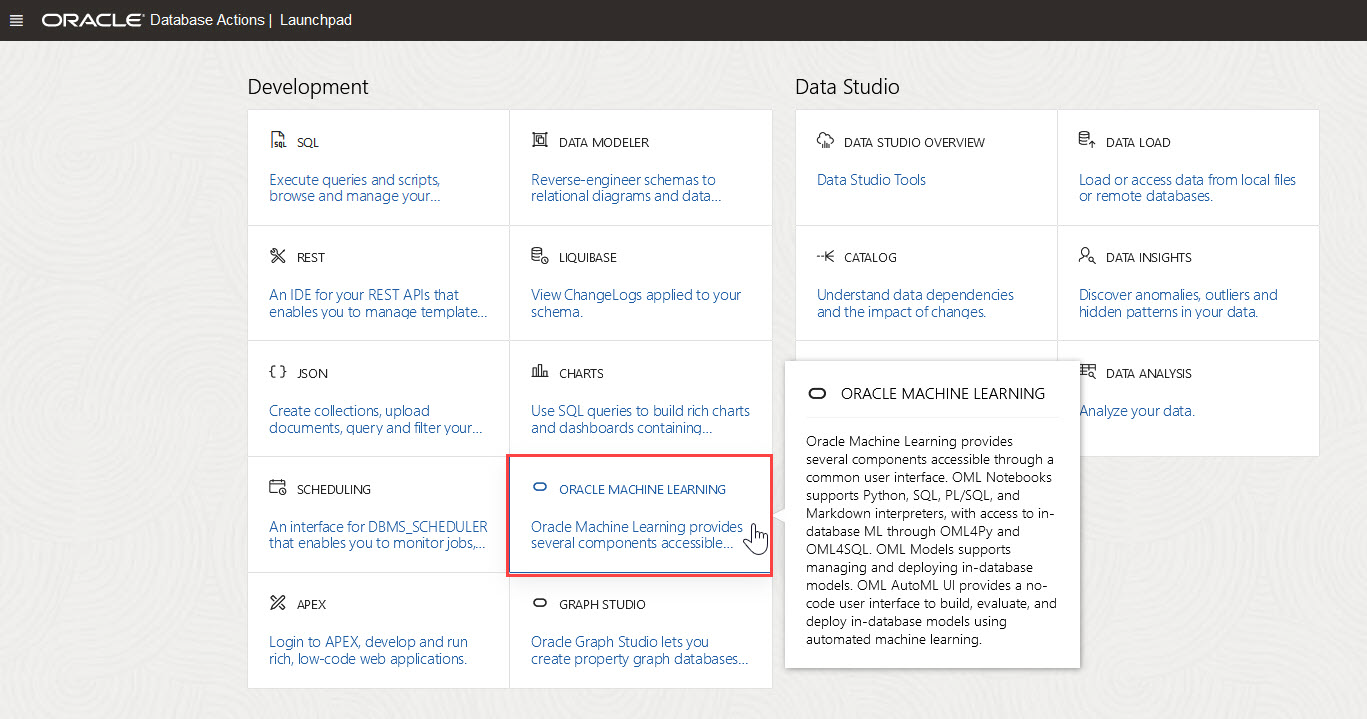 ORACLE Database Actions | Launchpad
Development
SQL
Execute queries and scripts,
browse and manage your...
DATA MODELER
Reverse-engineer schemas to
relational diagrams and data...
REST
An IDE for your REST APIs that
enables you to manage template...
LIQUIBASE
View ChangeLogs applied to your
schema.
JSON
Create collections, upload
documents, query and filter your...
CHARTS
Use SQL queries to build rich charts
and dashboards containing...
SCHEDULING
An interface for DBMS_SCHEDULER
that enables you to monitor jobs,...
ORACLE MACHINE LEARNING
Oracle Machine Learning provides
several components accessible...
APEX
Login to APEX, develop and run
rich, low-code web applications.
GRAPH STUDIO
Oracle Graph Studio lets you
create property graph databases...
Data Studio
DATA STUDIO OVERVIEW
Data Studio Tools
DATA LOAD
Load or access data from local files
or remote databases.
CATALOG
Understand data dependencies
and the impact of changes.
DATA INSIGHTS
Discover anomalies, outliers and
hidden patterns in your data.
DATA ANALYSIS
Analyze your data.
ORACLE MACHINE LEARNING
Oracle Machine Learning provides
several components accessible through a
common user interface. OML Notebooks
supports Python, SQL, PL/SQL, and
Markdown interpreters, with access to in-
database ML through OML4Py and
OML4SQL. OML Models supports
managing and deploying in-database
models. OML AutoML UI provides a no-
code user interface to build, evaluate, and
deploy in-database models using
automated machine learning.